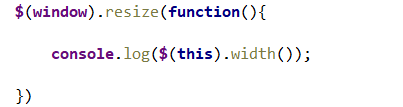 $(window).resize(function(){
console.log($(this).width());
})